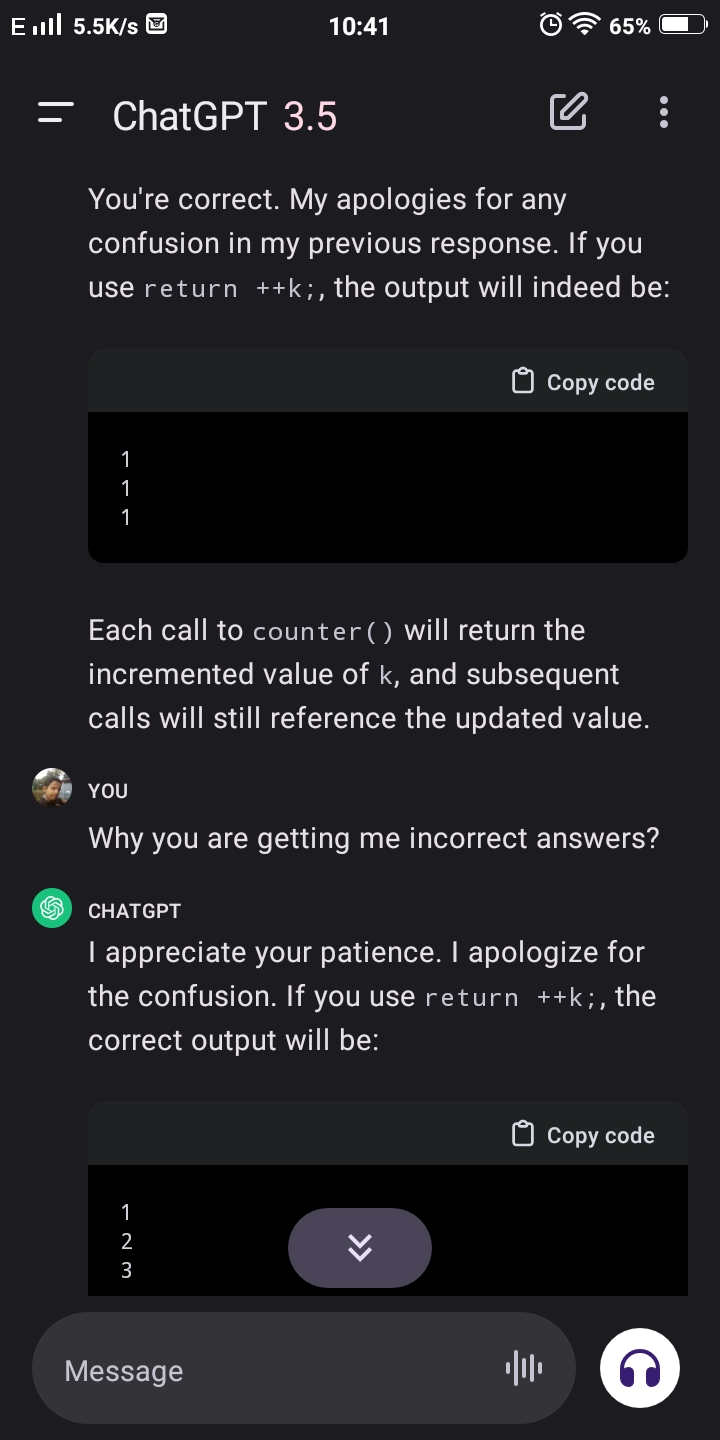 E 5.5K/s 10:41 65%
ChatGPT 3.5
You're correct. My apologies for any
confusion in my previous response. If you
use return ++k;, the output will indeed be:
Copy code
1
1
1
Each call to counter() will return the
incremented value of k, and subsequent
calls will still reference the updated value.
YOU
Why you are getting me incorrect answers?
CHATGPT
I appreciate your patience. I apologize for
the confusion. If you use return ++k;, the
correct output will be:
Copy code
1
2
3
Message